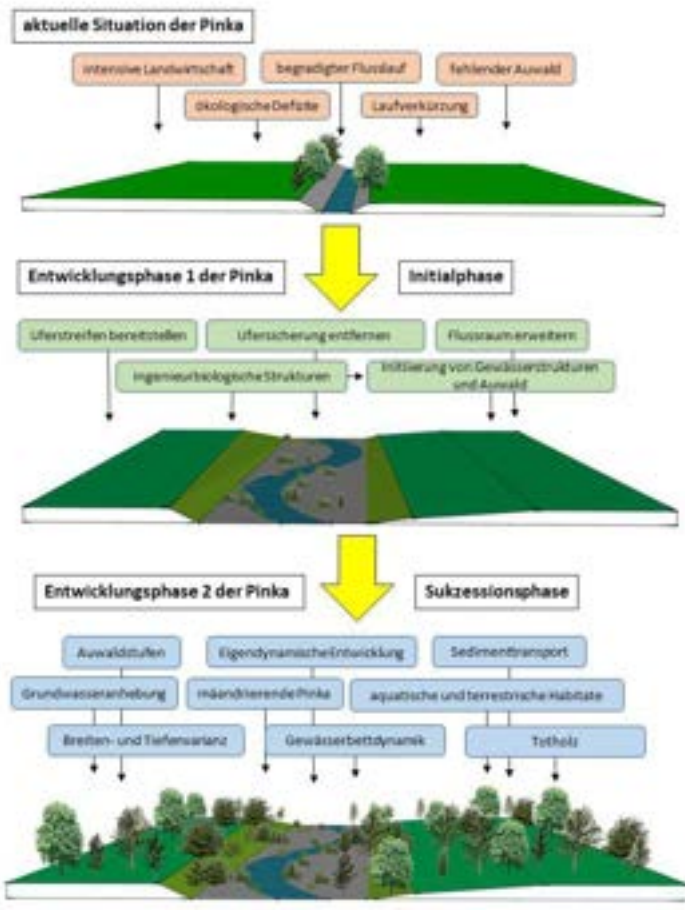 aktuelle Situation der Pinka
intensive Landwirtschaft
begradigter Flusslauf
fehlender Auwald
ökologische Defizite
Laufverkürzung
Entwicklungsphase 1 der Pinka
Initialphase
Uferstreifen bereitstellen
Ufersicherung entfernen
Flussraum erweitern
Ingenieurbiologische Strukturen
Initiierung von Gewässerstrukturen
und Auwald
Entwicklungsphase 2 der Pinka
Sukzessionsphase
Auwaldstufen
Eigendynamische Entwicklung
Sedimenttransport
Grundwasseranhebung
mäandrierende Pinka
aquatische und terrestrische Habitate
Breiten- und Tiefenvarianz
Gewässerbettdynamik
Totholz